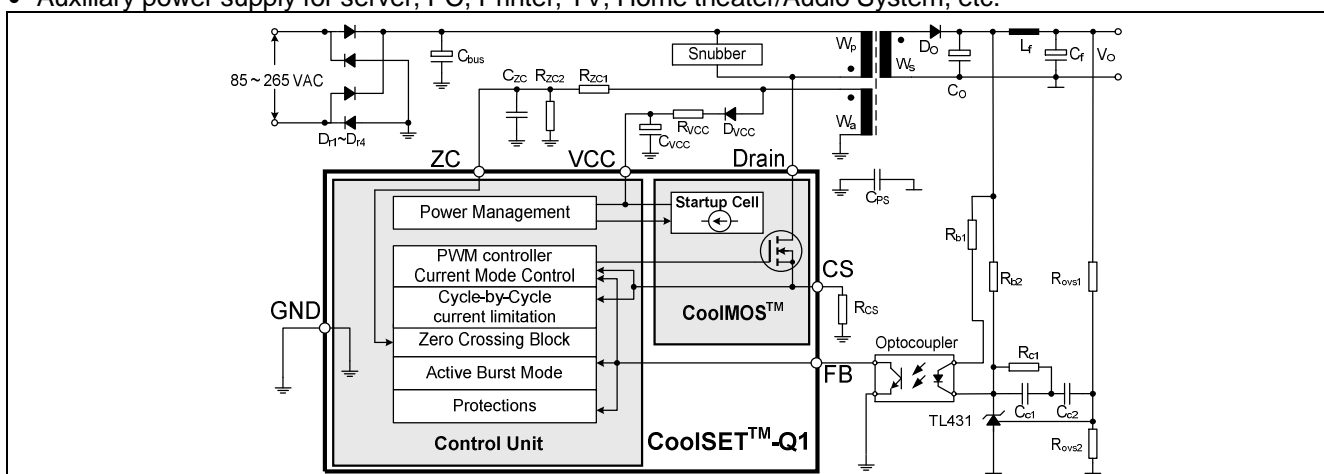 • Auxiliary power supply for server, PC, Printer, TV, Home theater/Audio System, etc.
85 ~ 265 VAC
Dr1~Dr4
Cbus
Snubber
Wp
Ws
Wa
DO
CO
Lf
Cf
VO
CZC
RZC2
RZC1
RVCC
DVCC
CVCC
ZC
VCC
Drain
CPS
Power Management
Startup Cell
PWM controller
Current Mode Control
Cycle-by-Cycle
current limitation
Zero Crossing Block
Active Burst Mode
Protections
Control Unit
CoolMOS™
CoolSET™-Q1
GND
CS
RCS
FB
Optocoupler
Rb1
Rb2
Rovs1
Rc1
Cc1
Cc2
TL431
Rovs2